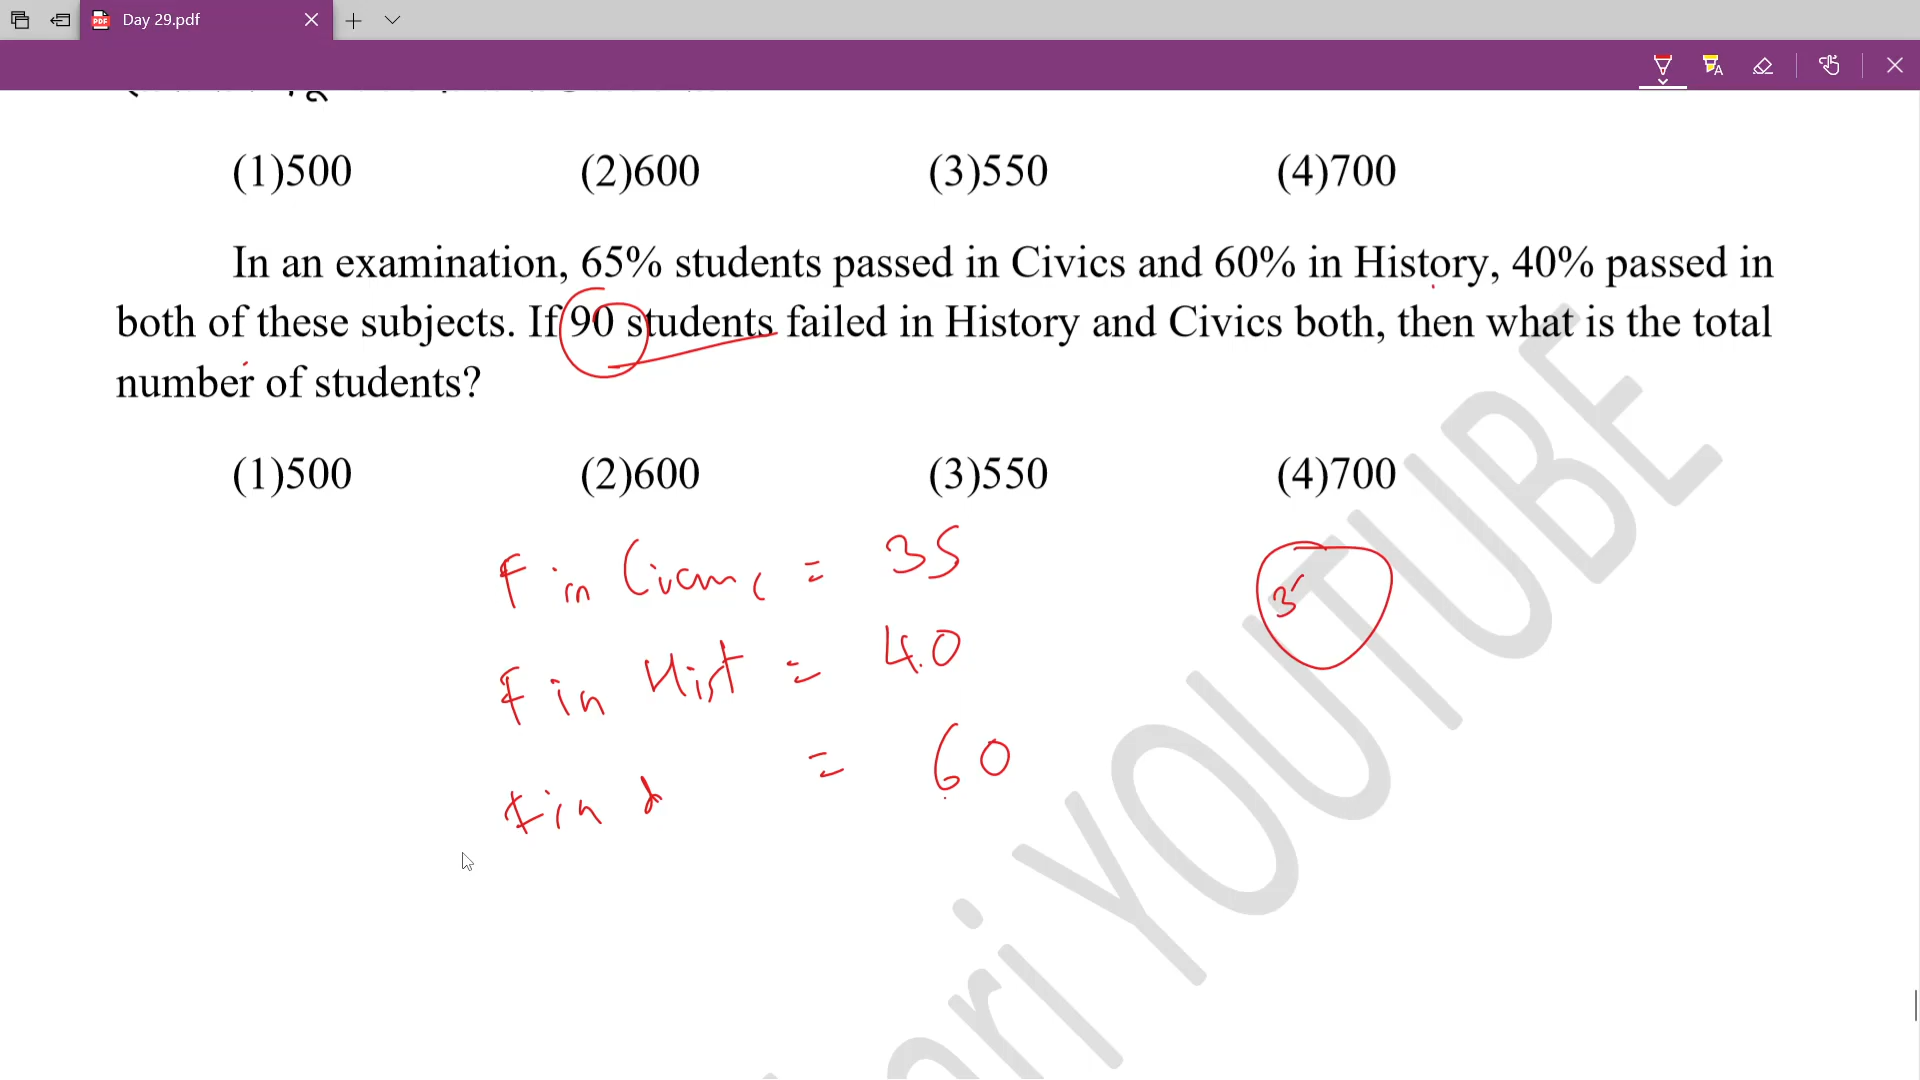 Day 29.pdf
(1)500 (2)600 (3)550 (4)700
In an examination, 65% students passed in Civics and 60% in History, 40% passed in
both of these subjects. If 90 students failed in History and Civics both, then what is the total
number of students?
(1)500 (2)600 (3)550 (4)700
F in = 35
F in Hist = 40
F in = 60
3
ari YOUTUBE